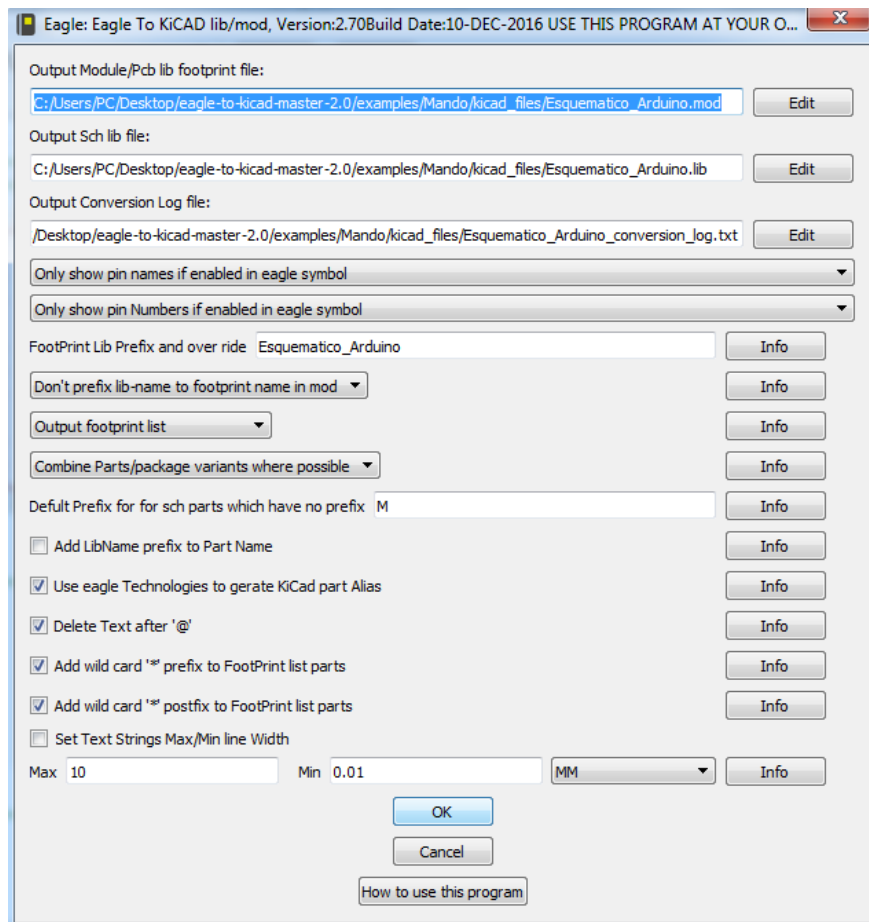 Eagle: Eagle To KiCAD lib/mod, Version:2.70Build Date:10-DEC-2016 USE THIS PROGRAM AT YOUR O...
Output Module/Pcb lib footprint file:
C:/Users/PC/Desktop/eagle-to-kicad-master-2.0/examples/Mando/kicad_files/Esquematico_Arduino.mod Edit
Output Sch lib file:
C:/Users/PC/Desktop/eagle-to-kicad-master-2.0/examples/Mando/kicad_files/Esquematico_Arduino.lib Edit
Output Conversion Log file:
/Desktop/eagle-to-kicad-master-2.0/examples/Mando/kicad_files/Esquematico_Arduino_conversion_log.txt Edit
Only show pin names if enabled in eagle symbol
Only show pin Numbers if enabled in eagle symbol
FootPrint Lib Prefix and over ride Esquematico_Arduino Info
Don't prefix lib-name to footprint name in mod Info
Output footprint list Info
Combine Parts/package variants where possible Info
Defult Prefix for for sch parts which have no prefix M Info
Add LibName prefix to Part Name Info
Use eagle Technologies to gerate KiCad part Alias Info
Delete Text after '@' Info
Add wild card '*' prefix to FootPrint list parts Info
Add wild card '*' postfix to FootPrint list parts Info
Set Text Strings Max/Min line Width
Max 10 Min 0.01 MM Info
OK
Cancel
How to use this program